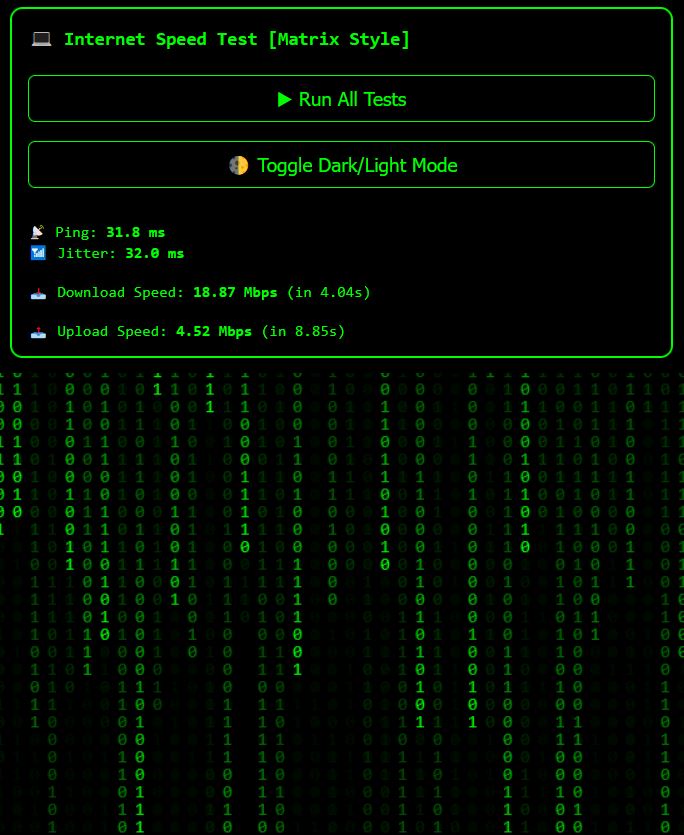 💻 Internet Speed Test [Matrix Style]
▶ Run All Tests
🌗 Toggle Dark/Light Mode
📡 Ping: 31.8 ms
📶 Jitter: 32.0 ms
📥 Download Speed: 18.87 Mbps (in 4.04s)
📤 Upload Speed: 4.52 Mbps (in 8.85s)